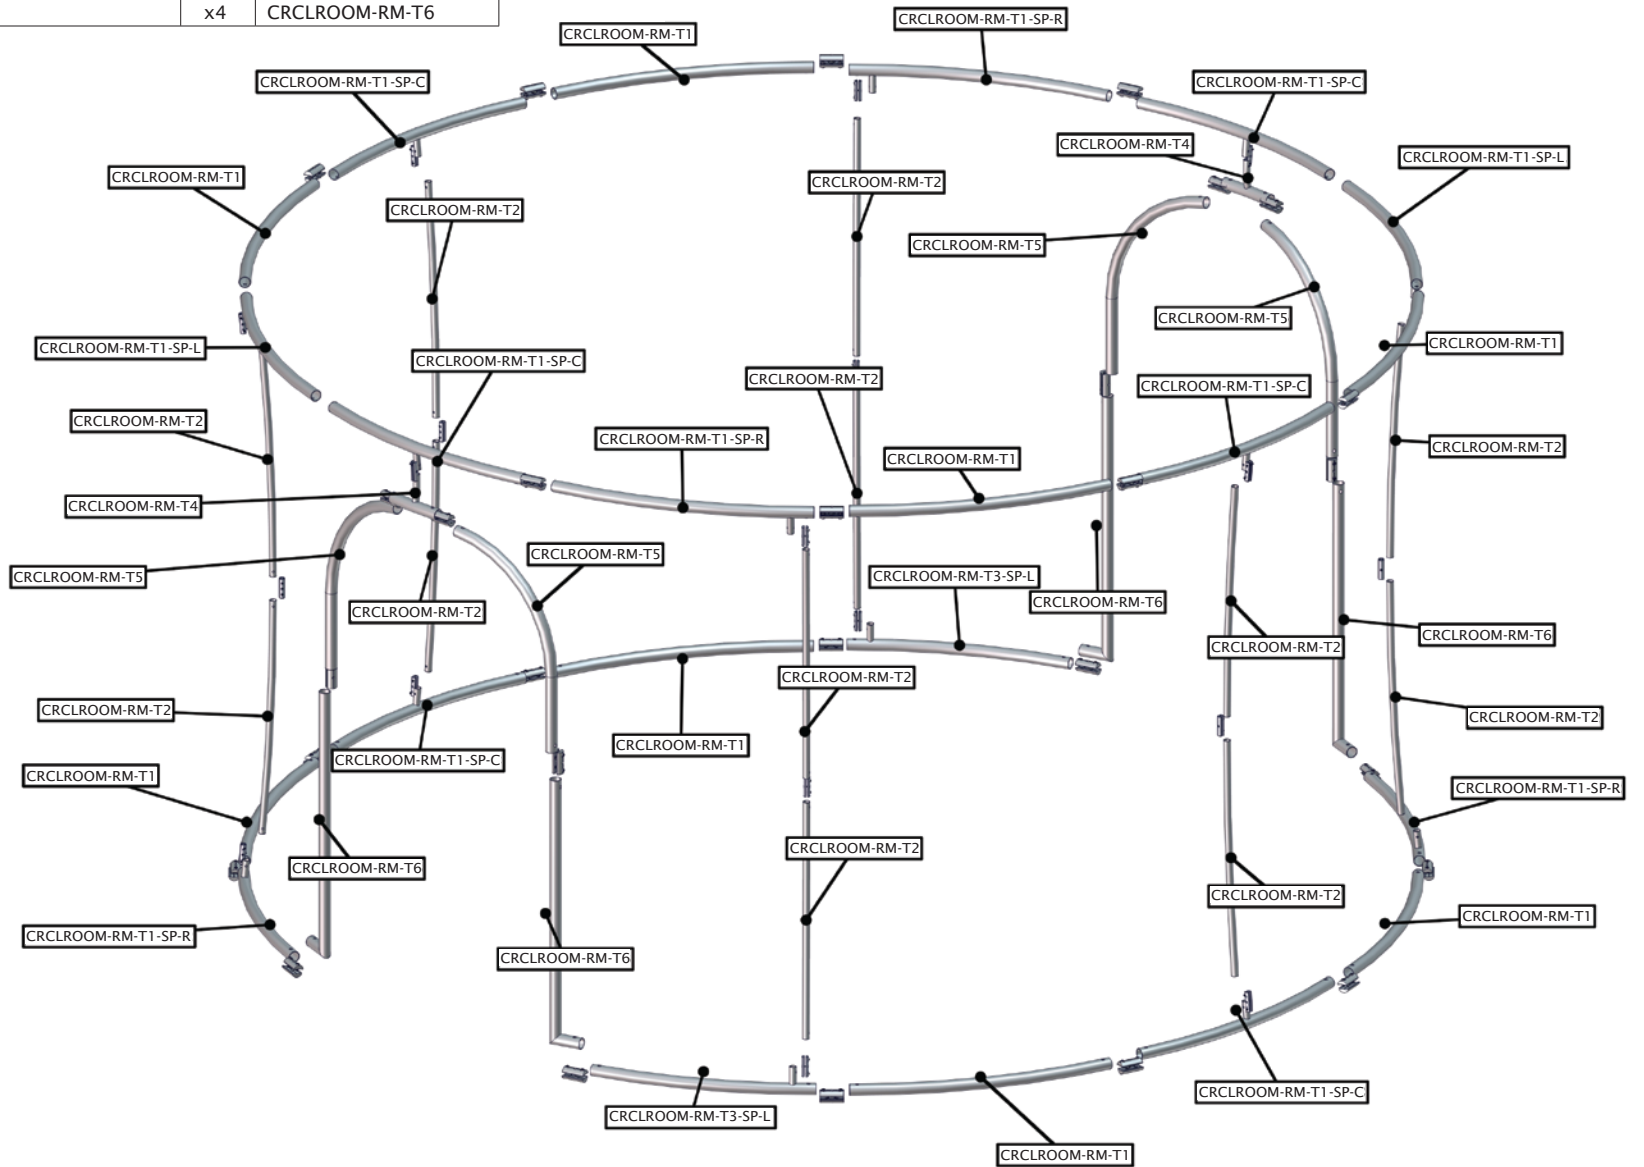 x4 CRCLROOM-RM-T6
CRCLROOM-RM-T1-SP-R
CRCLROOM-RM-T1
CRCLROOM-RM-T1-SP-C
CRCLROOM-RM-T1-SP-C
CRCLROOM-RM-T4
CRCLROOM-RM-T1-SP-L
CRCLROOM-RM-T1
CRCLROOM-RM-T2
CRCLROOM-RM-T2
CRCLROOM-RM-T5
CRCLROOM-RM-T5
CRCLROOM-RM-T1-SP-L
CRCLROOM-RM-T1
CRCLROOM-RM-T1-SP-C
CRCLROOM-RM-T2
CRCLROOM-RM-T1-SP-C
CRCLROOM-RM-T2
CRCLROOM-RM-T1-SP-R
CRCLROOM-RM-T1
CRCLROOM-RM-T2
CRCLROOM-RM-T4
CRCLROOM-RM-T5
CRCLROOM-RM-T5
CRCLROOM-RM-T3-SP-L
CRCLROOM-RM-T6
CRCLROOM-RM-T2
CRCLROOM-RM-T6
CRCLROOM-RM-T2
CRCLROOM-RM-T2
CRCLROOM-RM-T2
CRCLROOM-RM-T2
CRCLROOM-RM-T1
CRCLROOM-RM-T1-SP-C
CRCLROOM-RM-T1
CRCLROOM-RM-T1-SP-R
CRCLROOM-RM-T2
CRCLROOM-RM-T6
CRCLROOM-RM-T2
CRCLROOM-RM-T1
CRCLROOM-RM-T1-SP-R
CRCLROOM-RM-T6
CRCLROOM-RM-T1-SP-C
CRCLROOM-RM-T3-SP-L
CRCLROOM-RM-T1